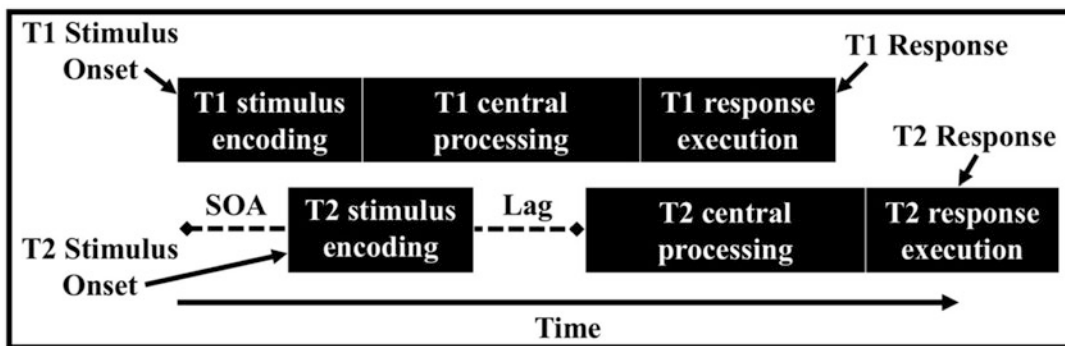 T1 Stimulus
Onset
T1 Response
T1 stimulus
encoding
T1 central
processing
T1 response
execution
T2 Response
SOA
T2 stimulus
encoding
Lag
T2 central
processing
T2 response
execution
T2 Stimulus
Onset
Time